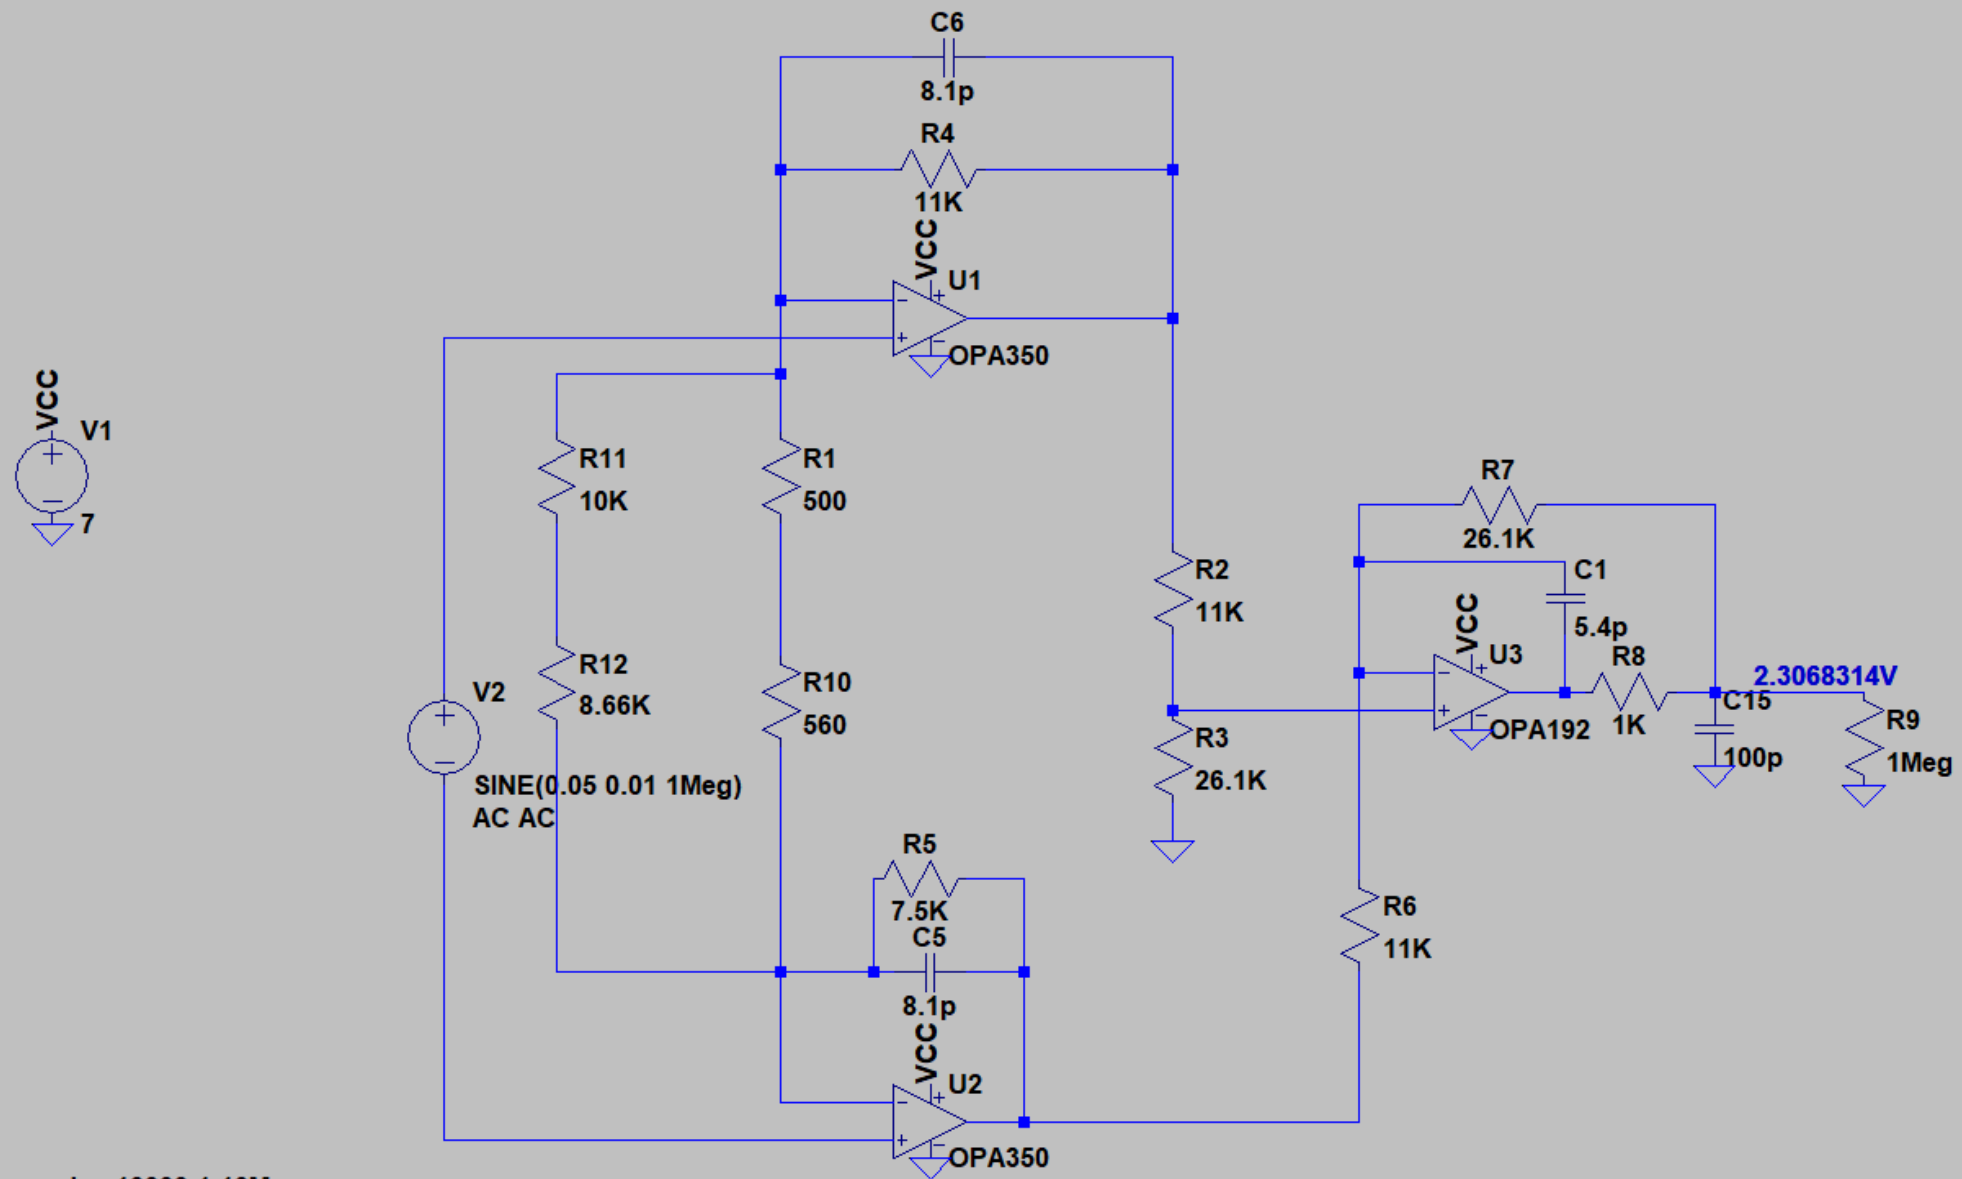 C6
8.1p
R4
11K
VCC
U1
OPA350
VCC
V1
7
R11
10K
R1
500
R12
8.66K
R10
560
V2
SINE(0.05 0.01 1Meg)
AC AC
R2
11K
R3
26.1K
R7
26.1K
C1
5.4p
VCC
U3
OPA192
R8
1K
2.3068314V
C15
100p
R9
1Meg
R5
7.5K
C5
8.1p
R6
11K
VCC
U2
OPA350